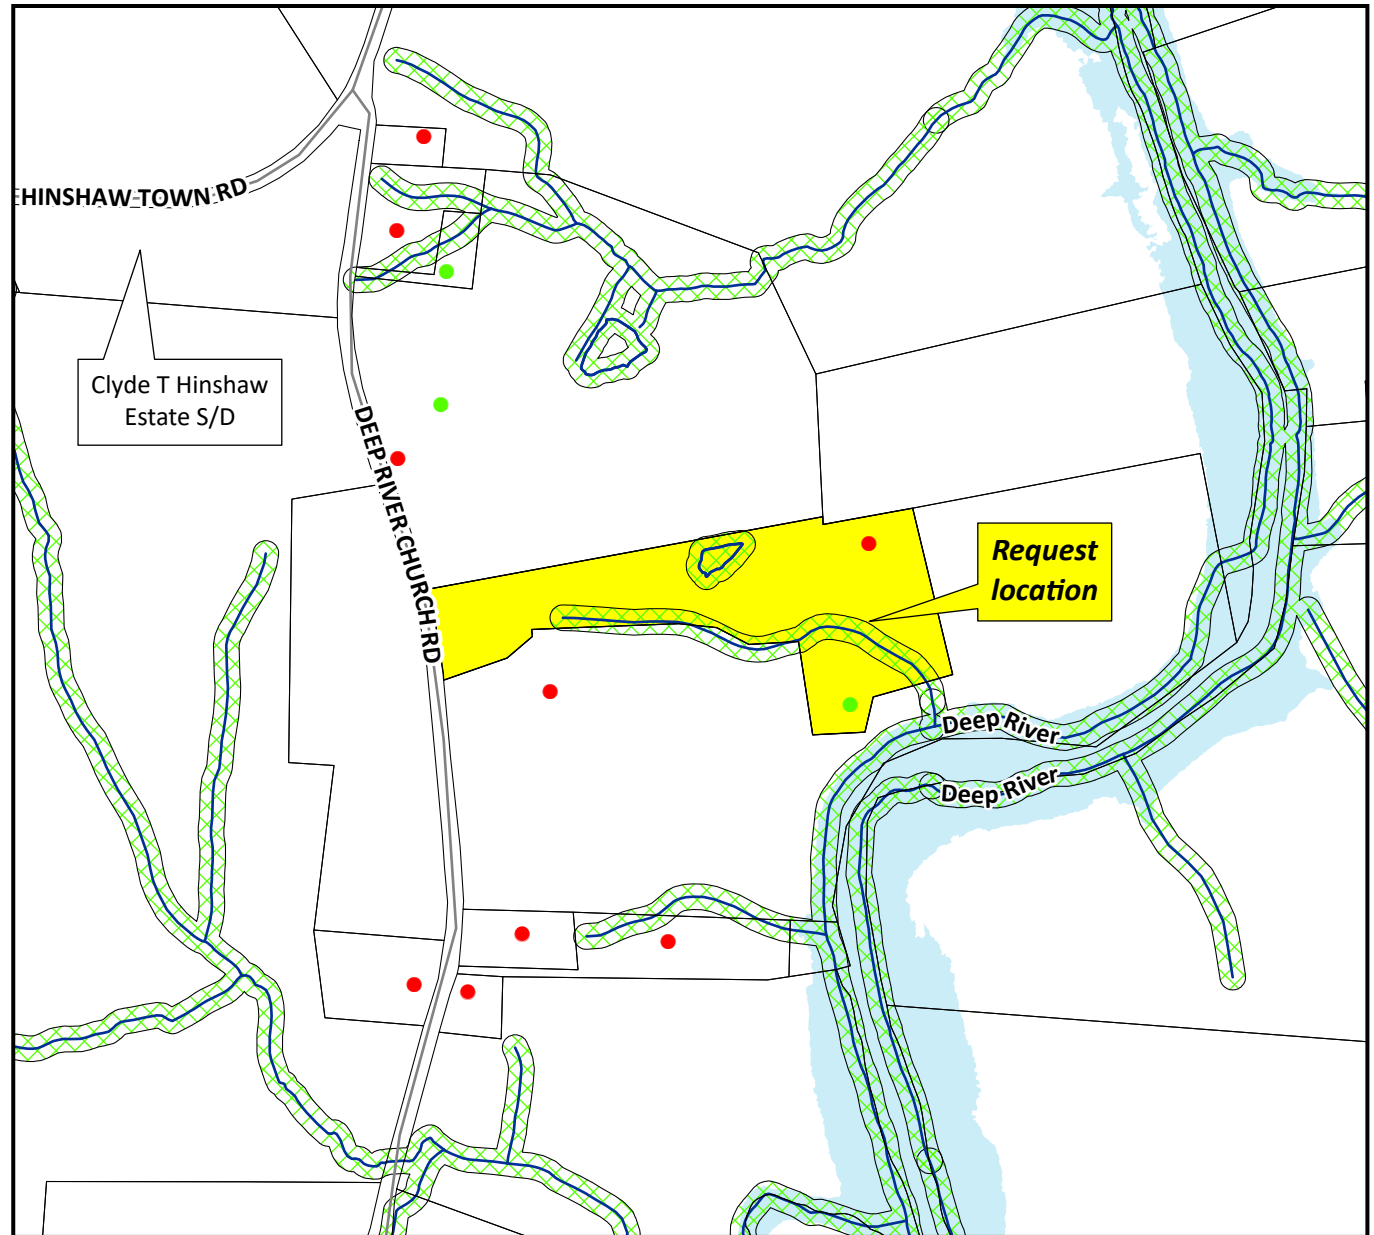 HINSHAW TOWN RD
Clyde T Hinshaw
Estate S/D
DEEP RIVER CHURCH RD
Request
location
Deep River
Deep River